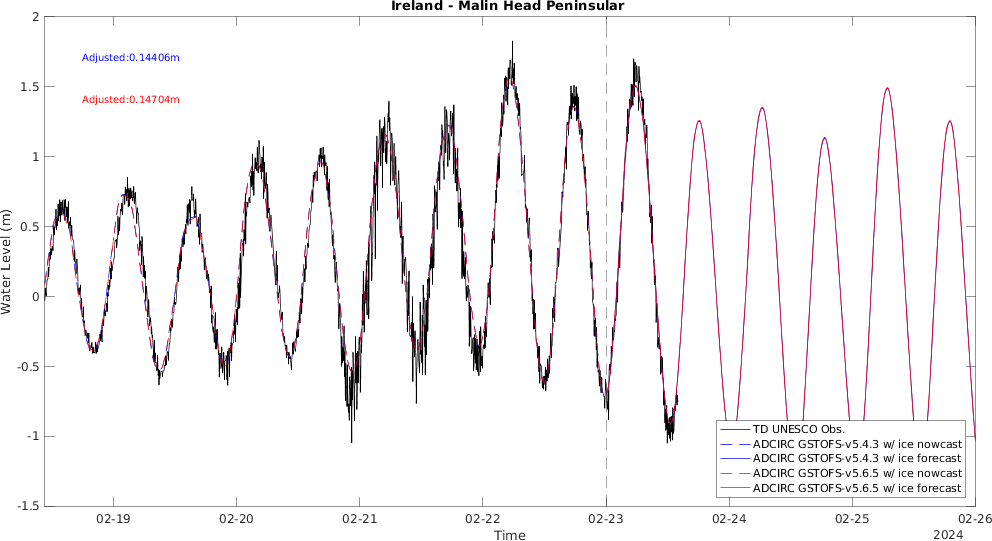 Ireland - Malin Head Peninsular
Adjusted:0.14406m
Adjusted:0.14704m
Water Level (m)
2
1.5
1
0.5
0
-0.5
-1
-1.5
TD UNESCO Obs.
ADCIRC GSTOFS-v5.4.3 w/ ice nowcast
ADCIRC GSTOFS-v5.4.3 w/ ice forecast
ADCIRC GSTOFS-v5.6.5 w/ ice nowcast
ADCIRC GSTOFS-v5.6.5 w/ ice forecast
02-19 02-20 02-21 02-22 02-23 02-24 02-25 02-26
Time
2024